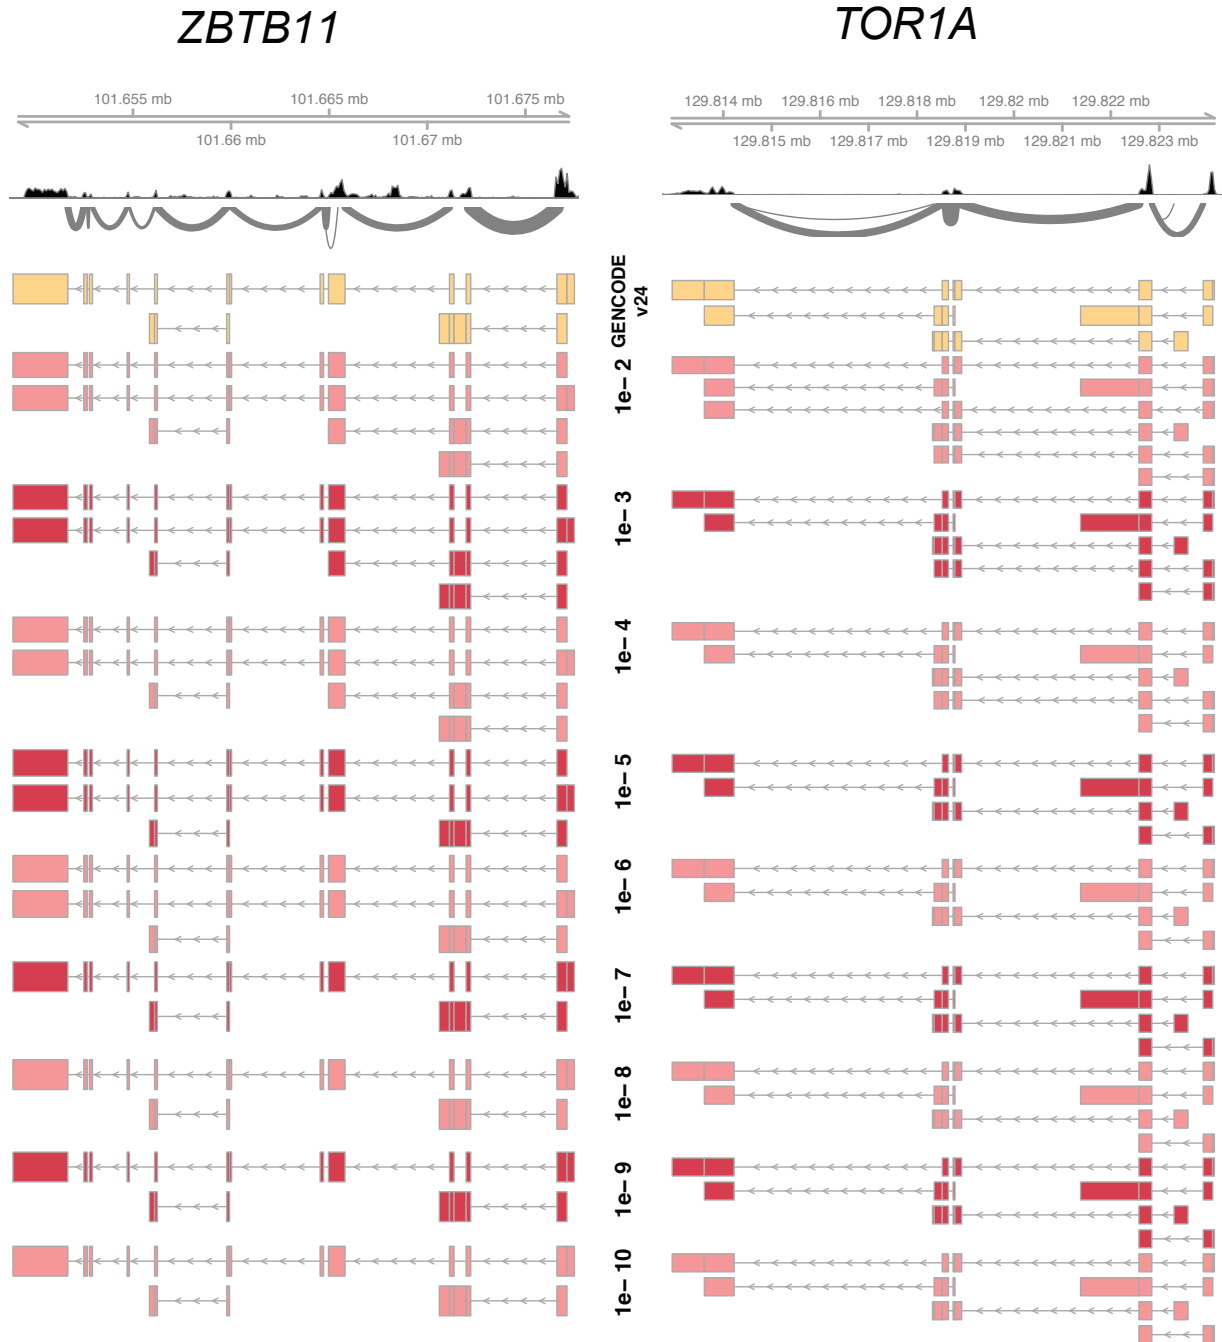 ZBTB11
TOR1A
101.655 mb 101.665 mb 101.675 mb
101.66 mb 101.67 mb
129.814 mb 129.816 mb 129.818 mb 129.82 mb 129.822 mb
129.815 mb 129.817 mb 129.819 mb 129.821 mb 129.823 mb
GENCODE
v24
1e−2
1e−3
1e−4
1e−5
1e−6
1e−7
1e−8
1e−9
1e−10